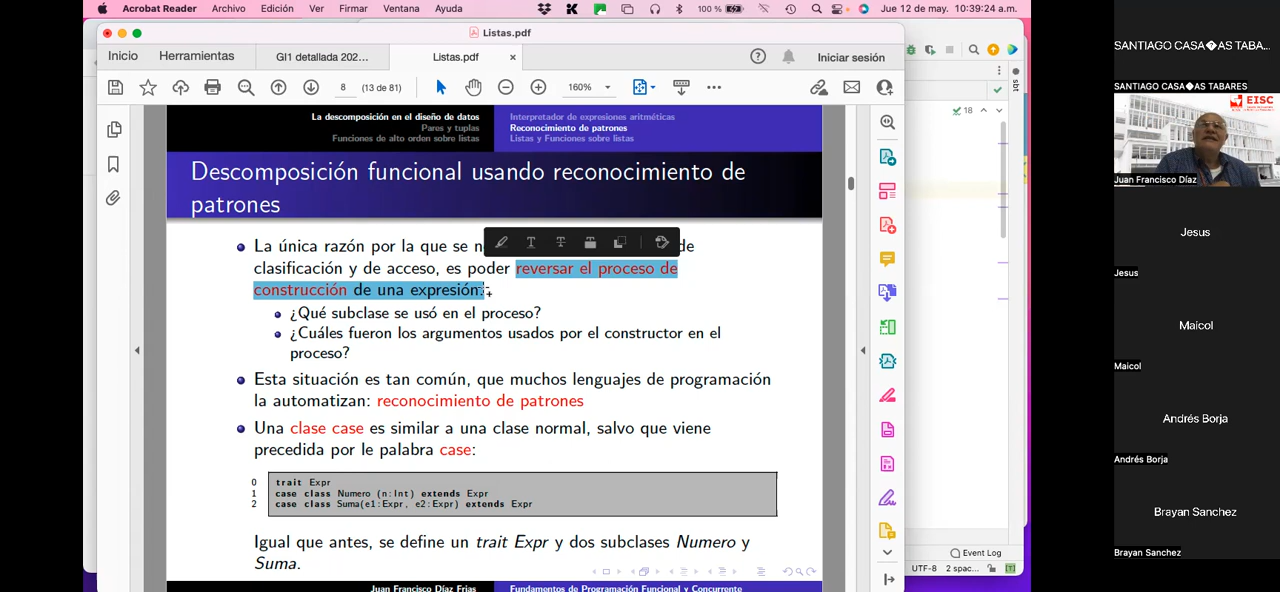 Acrobat Reader Archivo Edición Ver Firmar Ventana Ayuda 100 % Jue 12 de may. 10:39:24 a.m.
Listas.pdf
Inicio Herramientas GI1 detallada 202... Listas.pdf × Iniciar sesión
8 (13 de 81) 160%
La descomposición en el diseño de datos
Pares y tuplas
Funciones de alto orden sobre listas
Interpretador de expresiones aritméticas
Reconocimiento de patrones
Listas y Funciones sobre listas
Descomposición funcional usando reconocimiento de
patrones
La única razón por la que se n de
clasificación y de acceso, es poder reversar el proceso de
construcción de una expresión:
¿Qué subclase se usó en el proceso?
¿Cuáles fueron los argumentos usados por el constructor en el
proceso?
Esta situación es tan común, que muchos lenguajes de programación
la automatizan: reconocimiento de patrones
Una clase case es similar a una clase normal, salvo que viene
precedida por le palabra case:
0 trait Expr
1 case class Numero (n:Int) extends Expr
2 case class Suma(e1:Expr, e2:Expr) extends Expr
Igual que antes, se define un trait Expr y dos subclases Numero y
Suma.
Juan Francisco Díaz Frias Fundamentos de Programación Funcional y Concurrente
sbt
18
Event Log
UTF-8 2 spac...
SANTIAGO CASA�AS TABA...
SANTIAGO CASA�AS TABARES
EISC
Juan Francisco Díaz
Jesus
Jesus
Maicol
Maicol
Andrés Borja
Andrés Borja
Brayan Sanchez
Brayan Sanchez